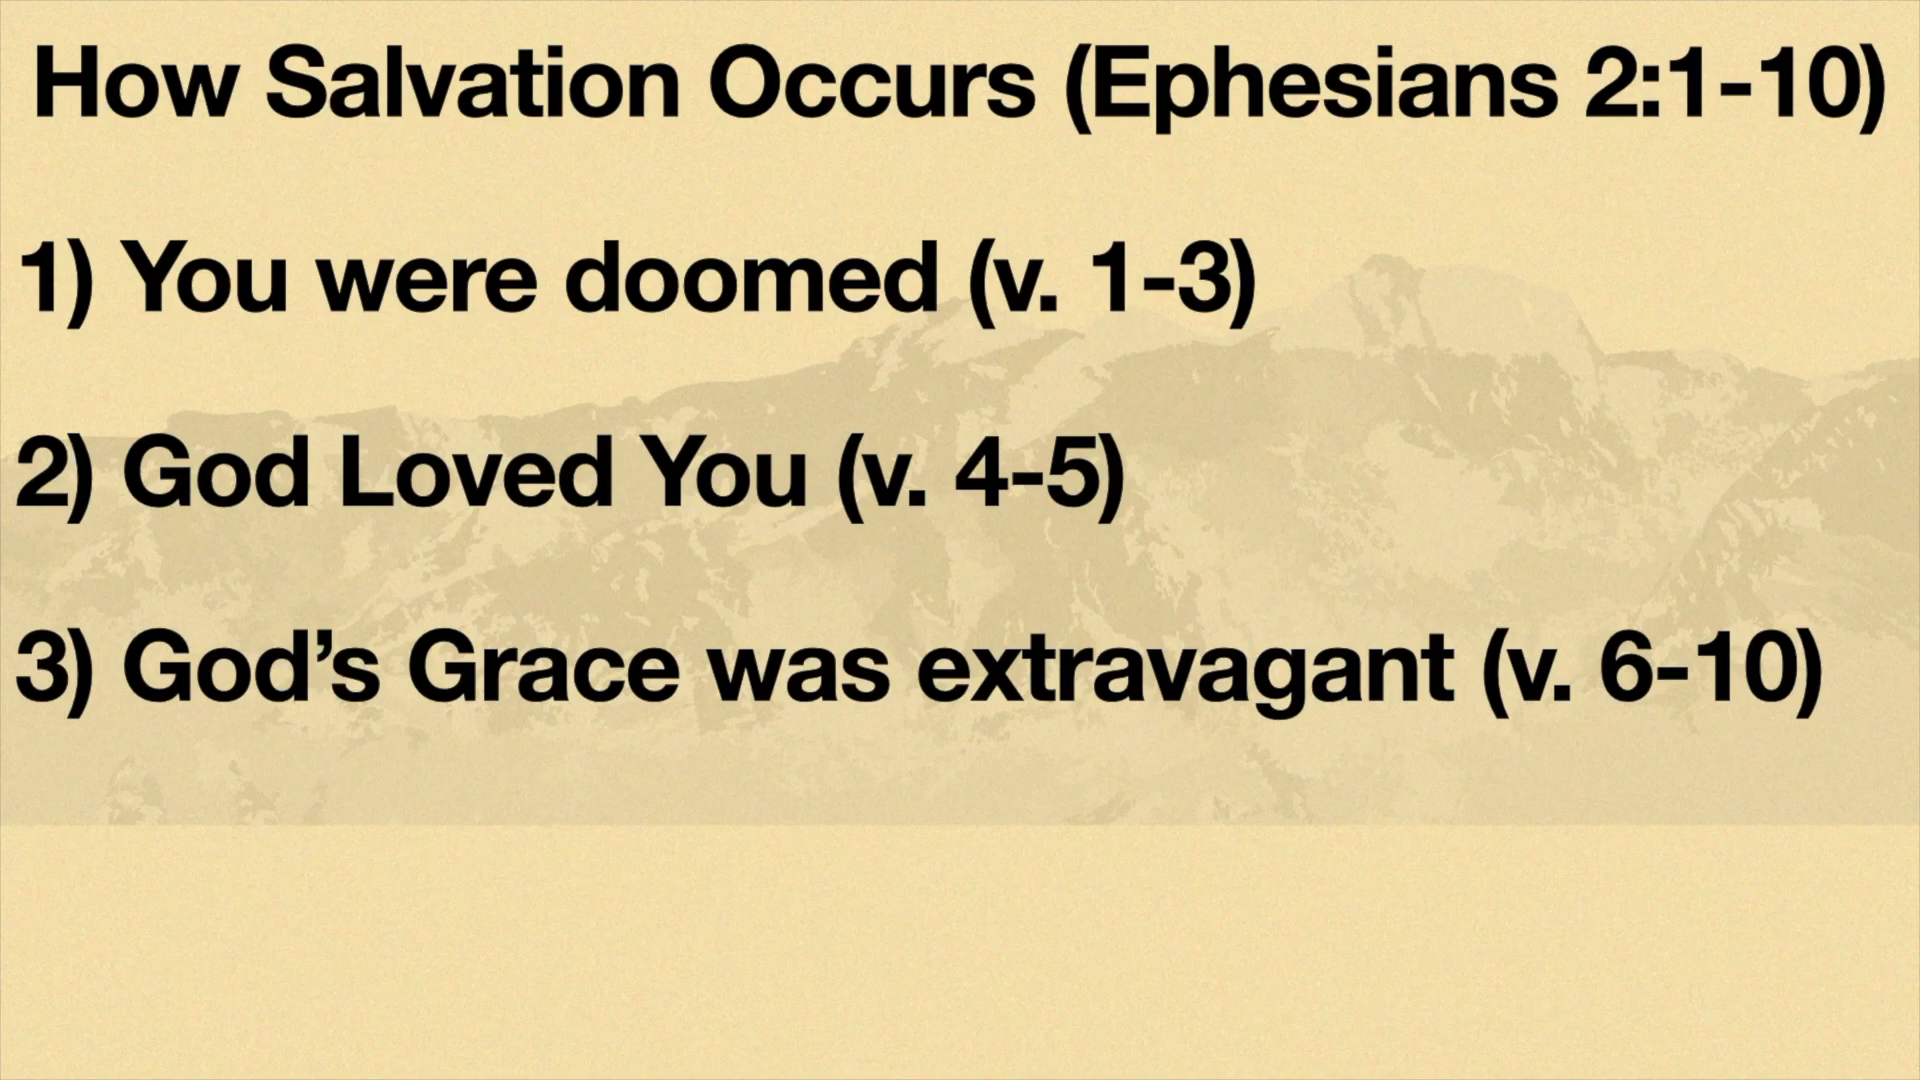 How Salvation Occurs (Ephesians 2:1-10)
1) You were doomed (v. 1-3)
2) God Loved You (v. 4-5)
3) God’s Grace was extravagant (v. 6-10)